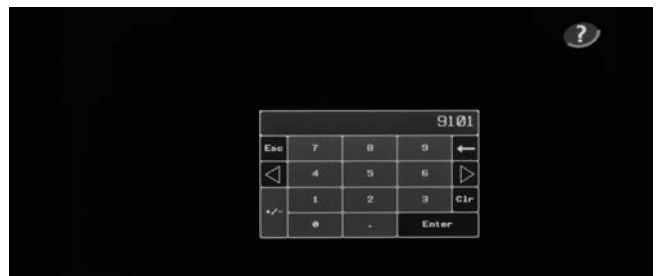 ?
9101
Esc 7 8 9 ←
◁ 4 5 6 ▷
+/- 1 2 3 Clr
0 . Enter